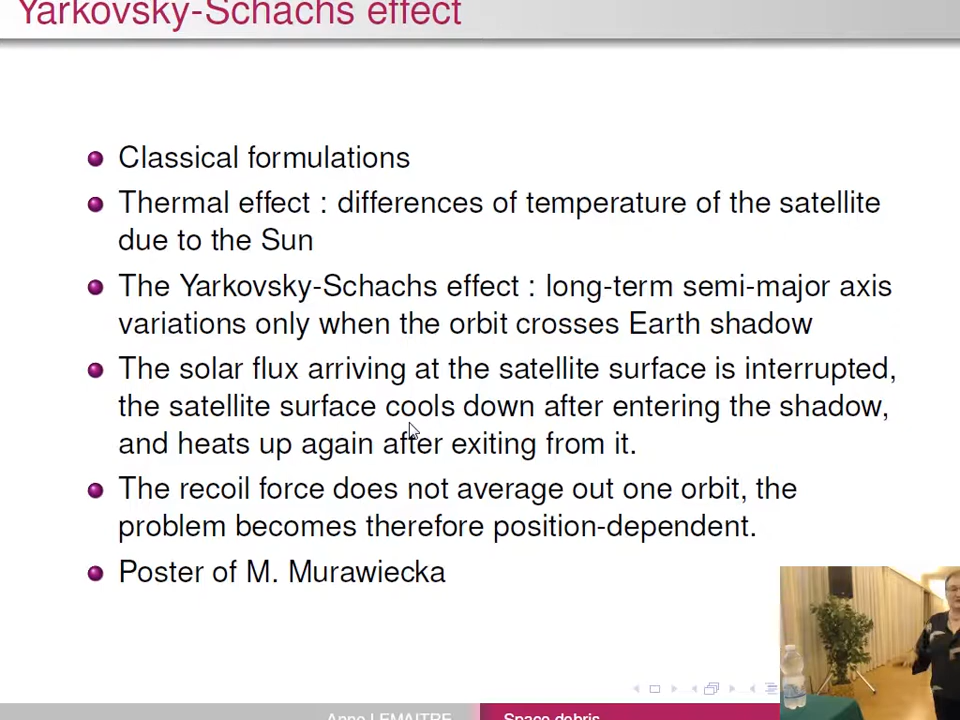 Yarkovsky-Schachs effect
Classical formulations
Thermal effect : differences of temperature of the satellite
due to the Sun
The Yarkovsky-Schachs effect : long-term semi-major axis
variations only when the orbit crosses Earth shadow
The solar flux arriving at the satellite surface is interrupted,
the satellite surface cools down after entering the shadow,
and heats up again after exiting from it.
The recoil force does not average out one orbit, the
problem becomes therefore position-dependent.
Poster of M. Murawiecka
Anne LEMAITRE Space debris